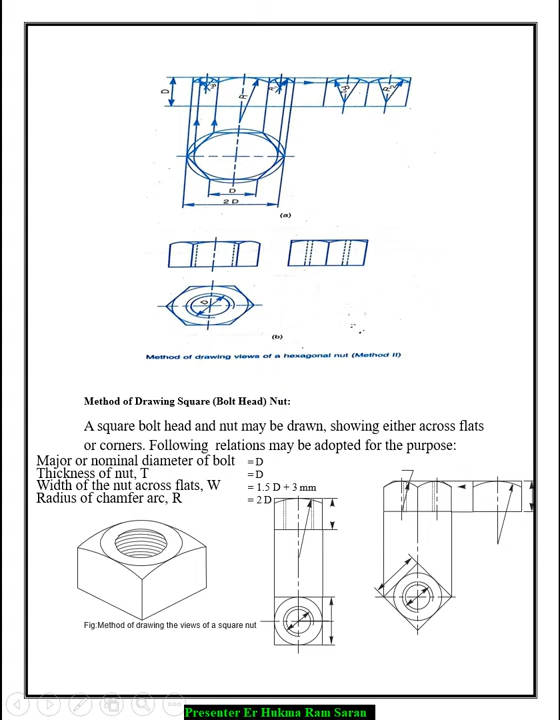 D
R
D
2 D
(a)
D
(b)
Method of drawing views of a hexagonal nut (Method II)
Method of Drawing Square (Bolt Head) Nut:
A square bolt head and nut may be drawn, showing either across flats
or corners. Following relations may be adopted for the purpose:
Major or nominal diameter of bolt = D
Thickness of nut, T = D
Width of the nut across flats, W = 1.5 D + 3 mm
Radius of chamfer arc, R = 2 D
Fig:Method of drawing the views of a square nut
Presenter Er Hukma Ram Saran